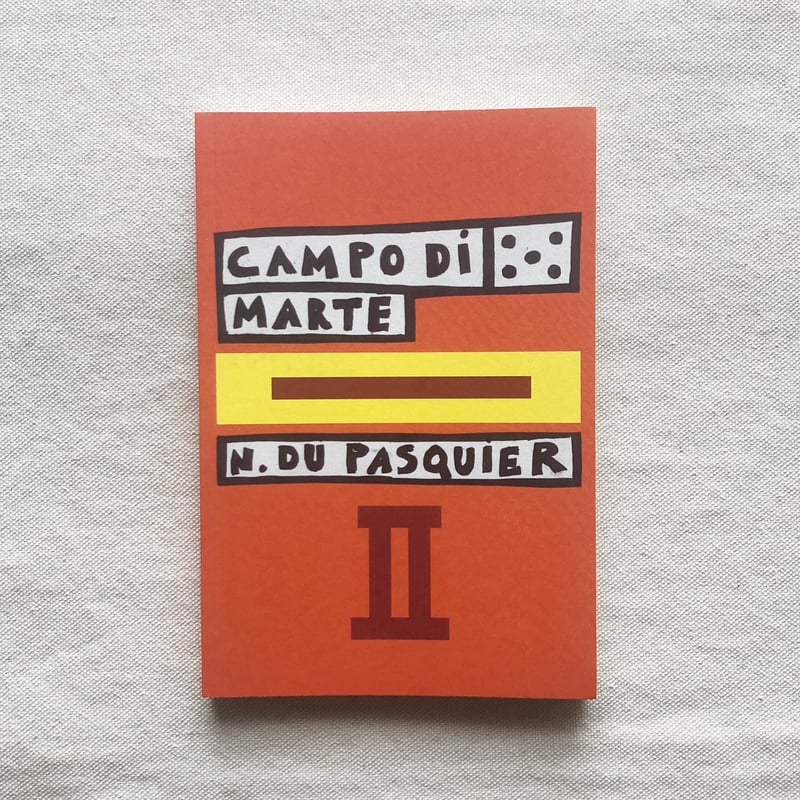 CAMPO Di
MARTE
N. DU PASQUiER
II